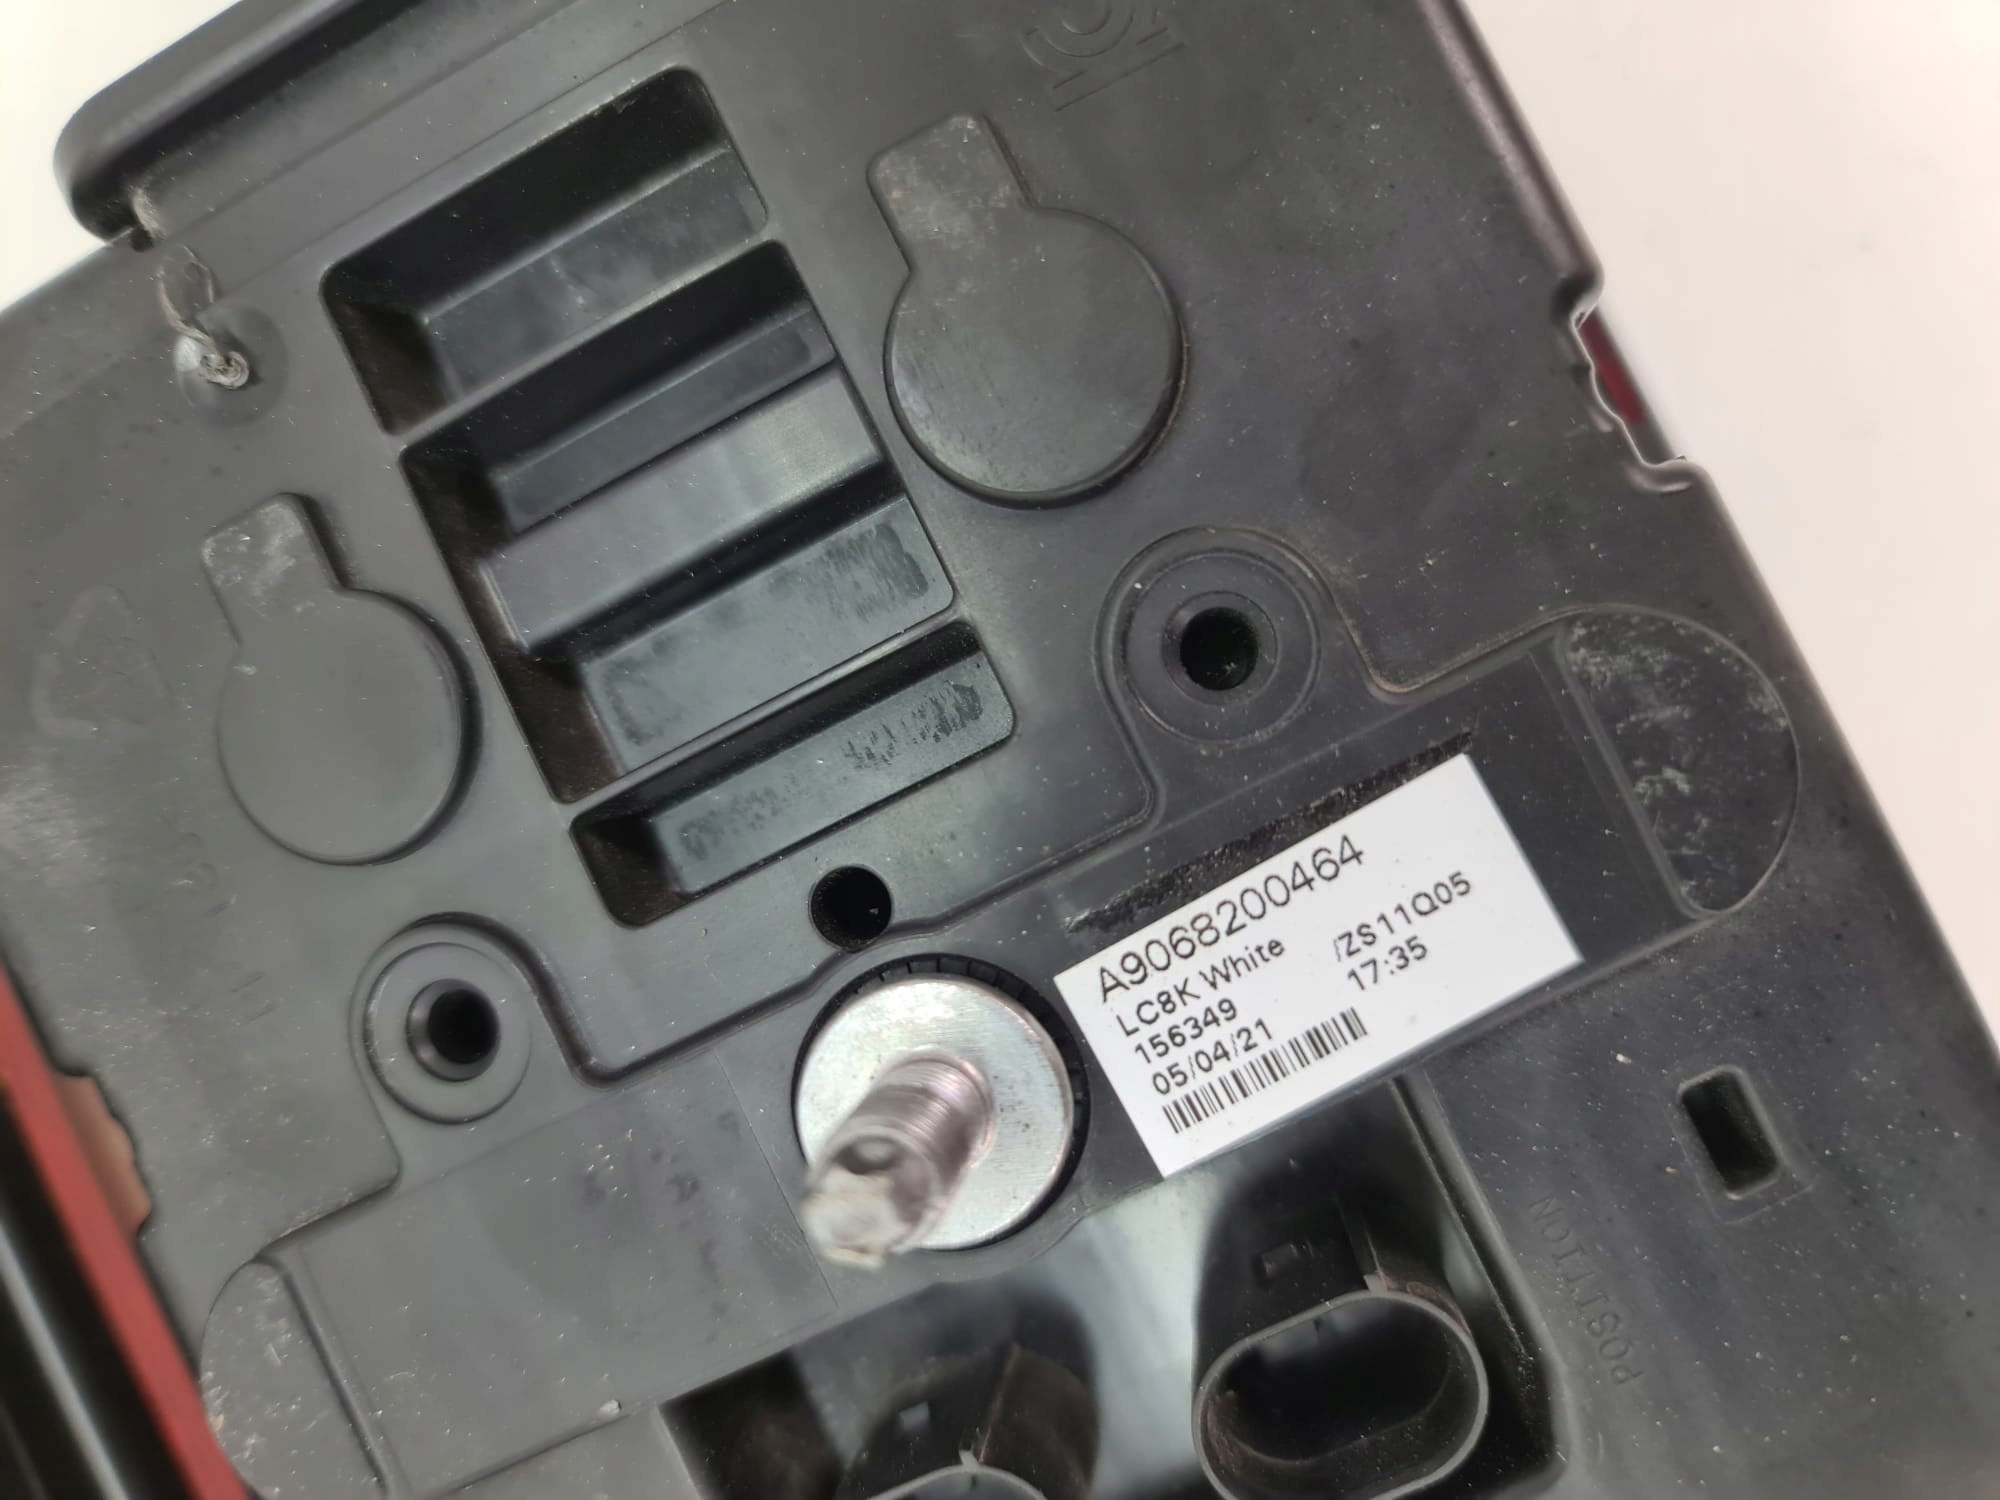 A9068200464
LC8K White /ZS11Q05
156349 17:35
05/04/21
POSITION